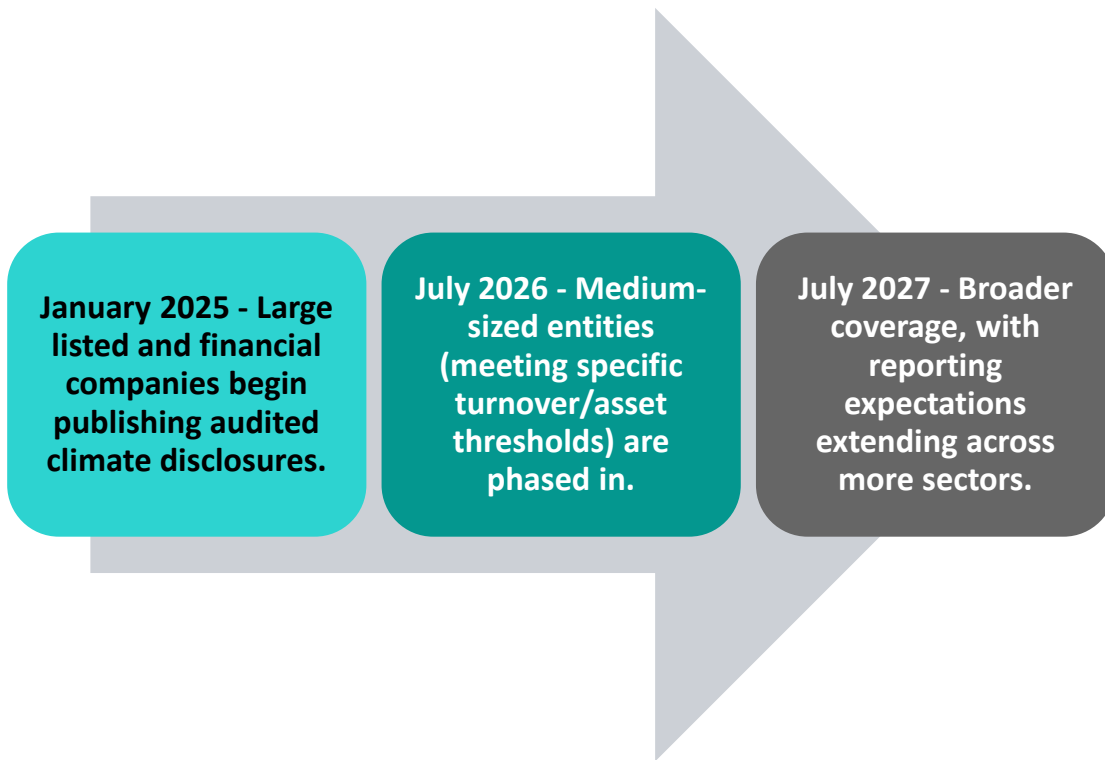 January 2025 - Large
listed and financial
companies begin
publishing audited
climate disclosures.
July 2026 - Medium-
sized entities
(meeting specific
turnover/asset
thresholds) are
phased in.
July 2027 - Broader
coverage, with
reporting
expectations
extending across
more sectors.